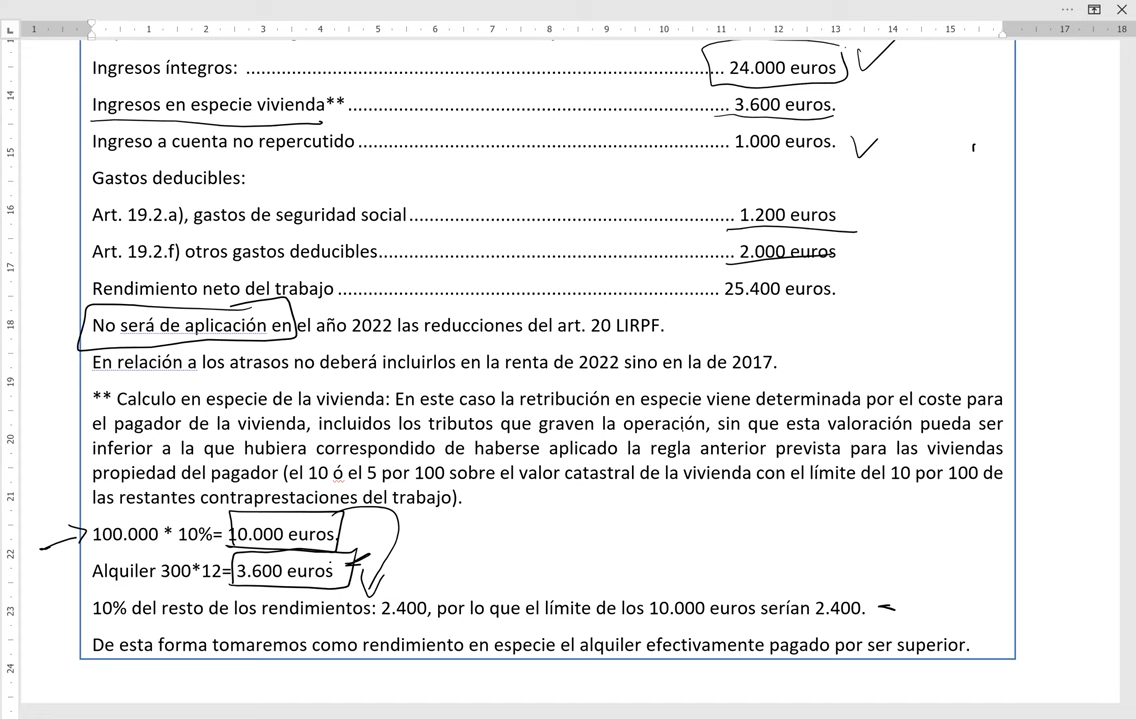 Ingresos íntegros: ........................................................................................................ 24.000 euros
Ingresos en especie vivienda**.................................................................................... 3.600 euros.
Ingreso a cuenta no repercutido.................................................................................. 1.000 euros.
Gastos deducibles:
Art. 19.2.a), gastos de seguridad social....................................................................... 1.200 euros
Art. 19.2.f) otros gastos deducibles.............................................................................. 2.000 euros
Rendimiento neto del trabajo.................................................................................... 25.400 euros.
No será de aplicación en el año 2022 las reducciones del art. 20 LIRPF.
En relación a los atrasos no deberá incluirlos en la renta de 2022 sino en la de 2017.
** Calculo en especie de la vivienda: En este caso la retribución en especie viene determinada por el coste para
el pagador de la vivienda, incluidos los tributos que graven la operación, sin que esta valoración pueda ser
inferior a la que hubiera correspondido de haberse aplicado la regla anterior prevista para las viviendas
propiedad del pagador (el 10 ó el 5 por 100 sobre el valor catastral de la vivienda con el límite del 10 por 100 de
las restantes contraprestaciones del trabajo).
100.000 * 10%= 10.000 euros.
Alquiler 300*12= 3.600 euros
10% del resto de los rendimientos: 2.400, por lo que el límite de los 10.000 euros serían 2.400.
De esta forma tomaremos como rendimiento en especie el alquiler efectivamente pagado por ser superior.